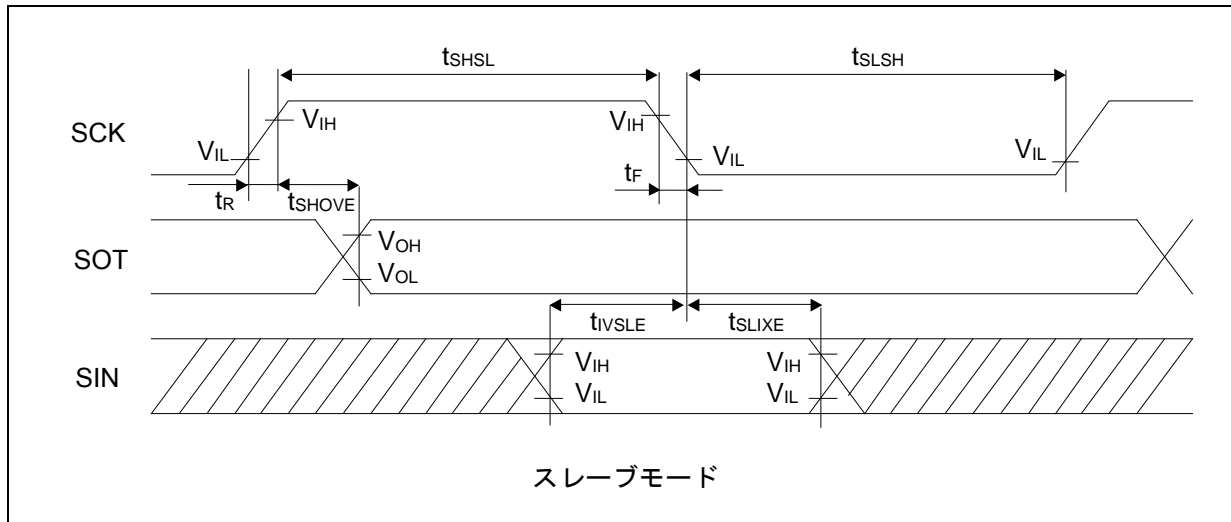 tSHSL
tSLSH
SCK
VIH
VIH
VIL
VIL
VIL
tR
tSHOVE
tF
SOT
VOH
VOL
tIVSLE
tSLIXE
SIN
VIH
VIH
VIL
VIL
スレーブモード